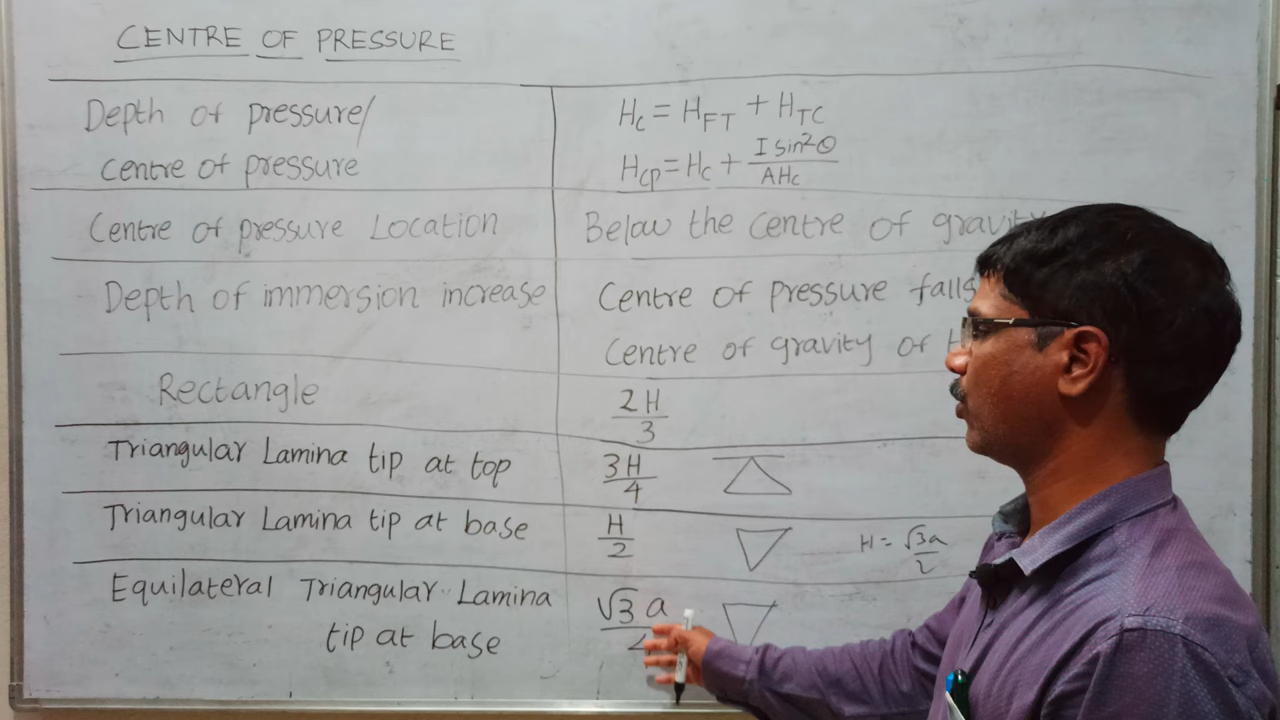 CENTRE OF PRESSURE
Depth of pressure/
Centre of pressure
H_C = H_FT + H_TC
H_CP = H_C + I sin²θ / AH_C
Centre of pressure Location
Below the centre of gravity
Depth of immersion increase
Centre of pressure falls
Centre of gravity of
Rectangle
2H/3
Triangular Lamina tip at top
3H/4
Triangular Lamina tip at base
H/2
H = √3a/2
Equilateral Triangular Lamina
tip at base
√3 a/4